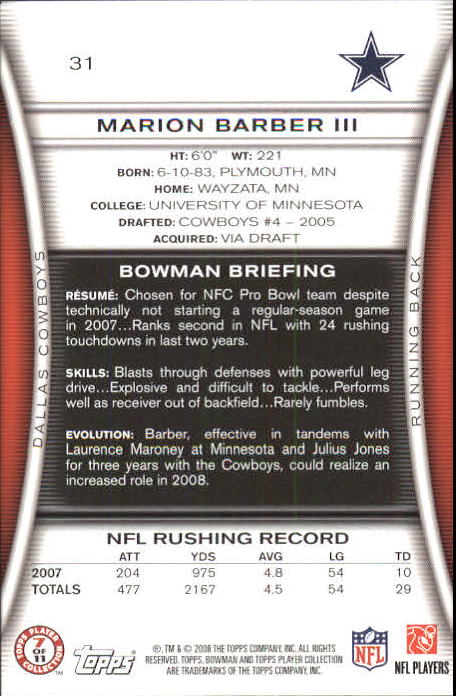 31
MARION BARBER III
HT: 6'0" WT: 221
BORN: 6-10-83, PLYMOUTH, MN
HOME: WAYZATA, MN
COLLEGE: UNIVERSITY OF MINNESOTA
DRAFTED: COWBOYS #4 – 2005
ACQUIRED: VIA DRAFT
DALLAS COWBOYS
RUNNING BACK
BOWMAN BRIEFING
RÉSUMÉ: Chosen for NFC Pro Bowl team despite
technically not starting a regular-season game
in 2007...Ranks second in NFL with 24 rushing
touchdowns in last two years.
SKILLS: Blasts through defenses with powerful leg
drive...Explosive and difficult to tackle...Performs
well as receiver out of backfield...Rarely fumbles.
EVOLUTION: Barber, effective in tandems with
Laurence Maroney at Minnesota and Julius Jones
for three years with the Cowboys, could realize an
increased role in 2008.
NFL RUSHING RECORD
ATT YDS AVG LG TD
2007 204 975 4.8 54 10
TOTALS 477 2167 4.5 54 29
TOPPS PLAYER
7
OF
11
COLLECTION
Topps
®, TM & © 2008 THE TOPPS COMPANY, INC. ALL RIGHTS
RESERVED. TOPPS, BOWMAN AND TOPPS PLAYER COLLECTION
ARE TRADEMARKS OF THE TOPPS COMPANY, INC.
NFL
NFL PLAYERS